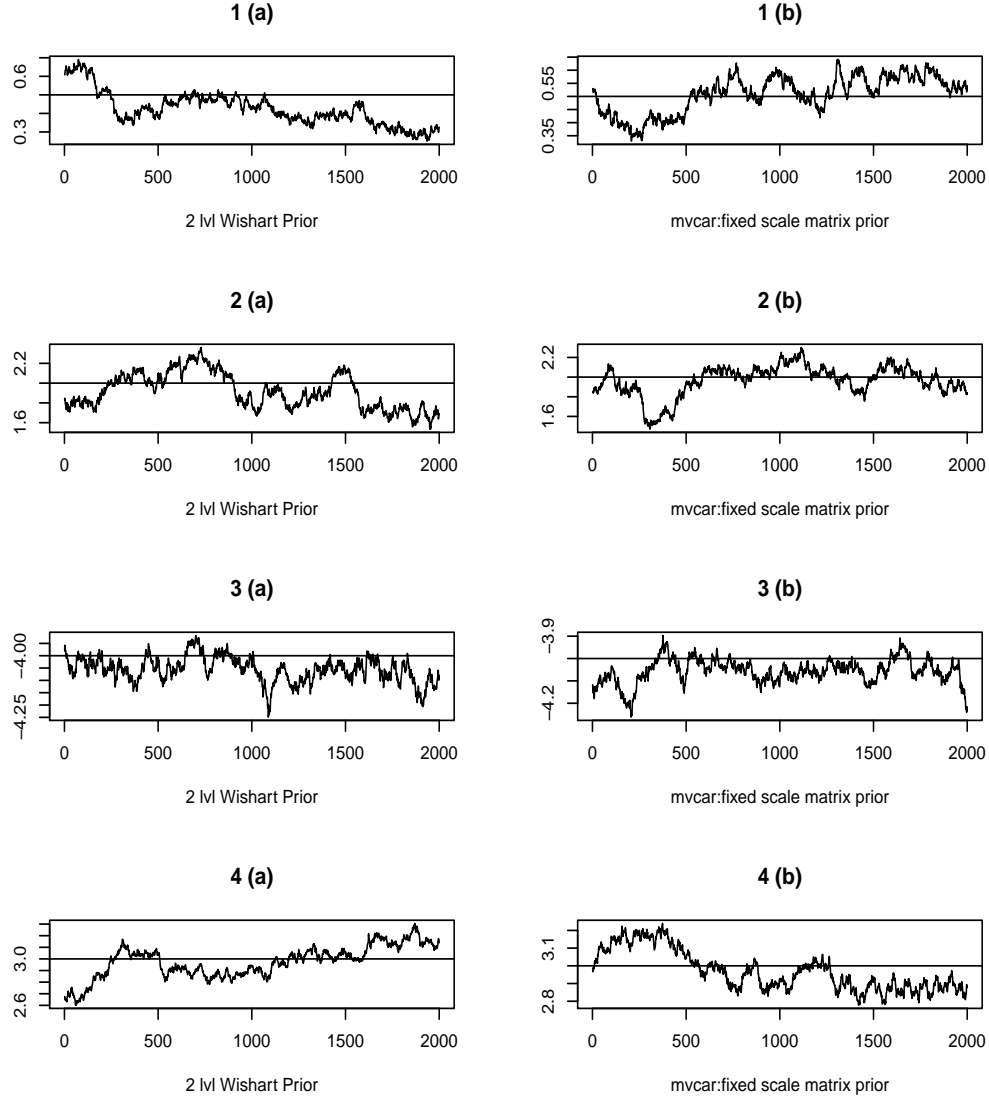 1 (a)
0.3 0.6
0 500 1000 1500 2000
2 lvl Wishart Prior
1 (b)
0.35 0.55
0 500 1000 1500 2000
mvcar:fixed scale matrix prior
2 (a)
1.6 2.2
0 500 1000 1500 2000
2 lvl Wishart Prior
2 (b)
1.6 2.2
0 500 1000 1500 2000
mvcar:fixed scale matrix prior
3 (a)
−4.25 −4.00
0 500 1000 1500 2000
2 lvl Wishart Prior
3 (b)
−4.2 −3.9
0 500 1000 1500 2000
mvcar:fixed scale matrix prior
4 (a)
2.6 3.0
0 500 1000 1500 2000
2 lvl Wishart Prior
4 (b)
2.8 3.1
0 500 1000 1500 2000
mvcar:fixed scale matrix prior